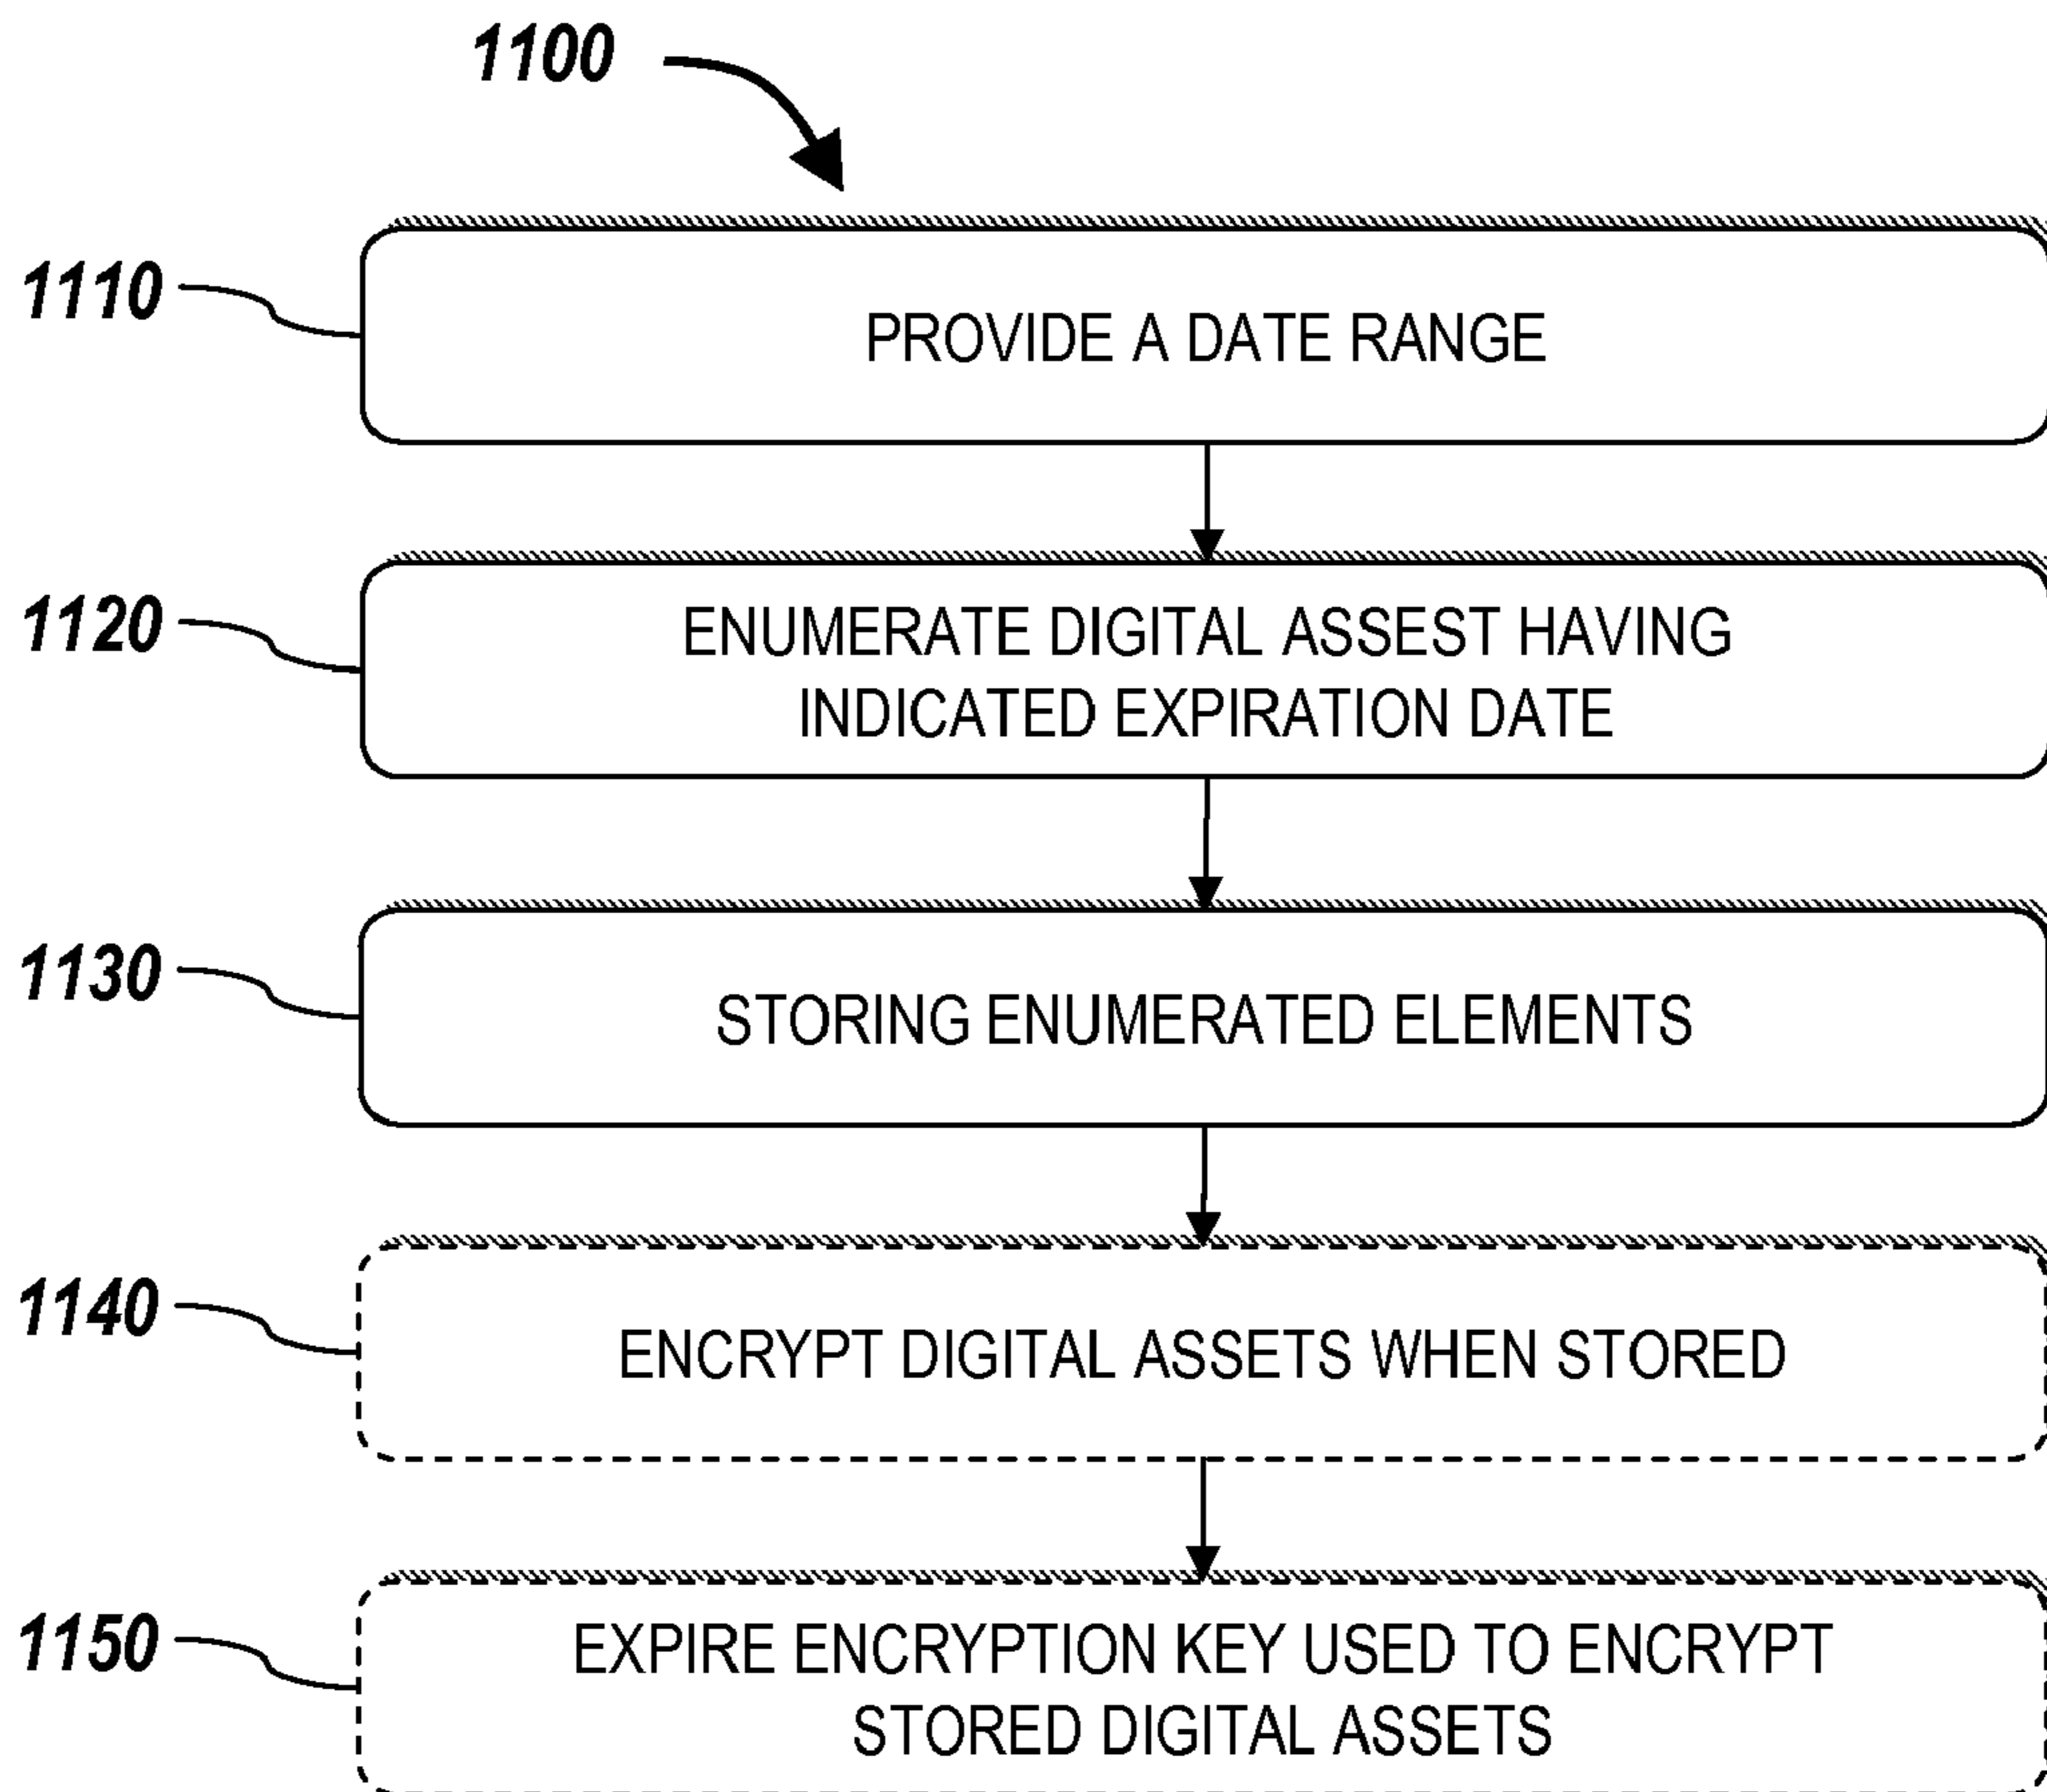 1100
1110
PROVIDE A DATE RANGE
1120
ENUMERATE DIGITAL ASSEST HAVING
INDICATED EXPIRATION DATE
1130
STORING ENUMERATED ELEMENTS
1140
ENCRYPT DIGITAL ASSETS WHEN STORED
1150
EXPIRE ENCRYPTION KEY USED TO ENCRYPT
STORED DIGITAL ASSETS